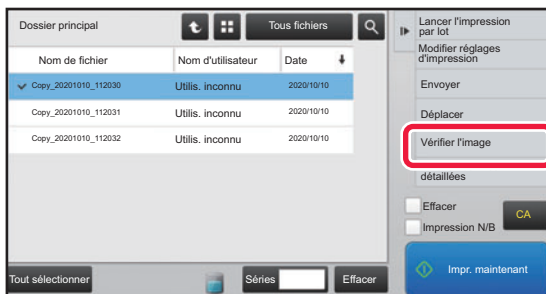 Dossier principal
Tous fichiers
Nom de fichier
Nom d'utilisateur
Date
Copy_20201010_112030
Utilis. inconnu
2020/10/10
Copy_20201010_112031
Utilis. inconnu
2020/10/10
Copy_20201010_112032
Utilis. inconnu
2020/10/10
Tout sélectionner
Séries
Effacer
Lancer l'impression
par lot
Modifier réglages
d'impression
Envoyer
Déplacer
Vérifier l'image
détaillées
Effacer
Impression N/B
CA
Impr. maintenant